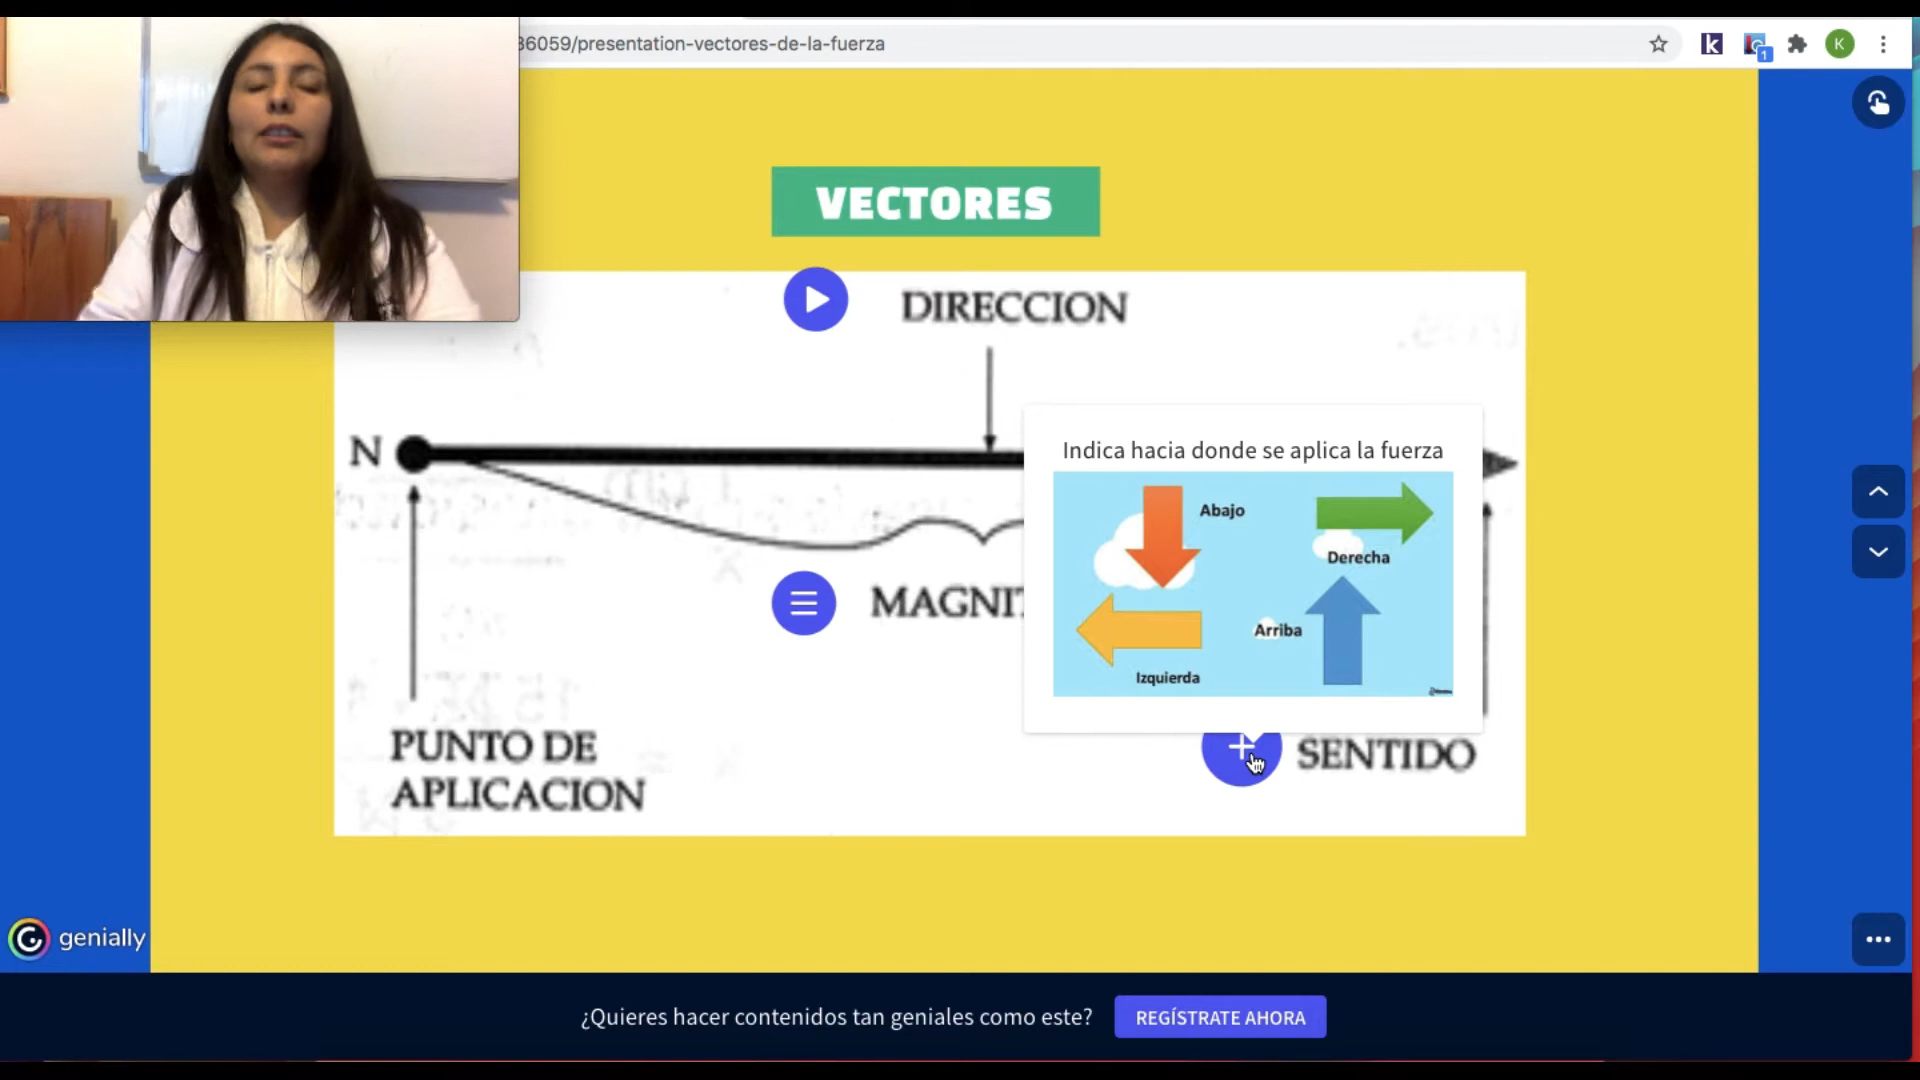 36059/presentation-vectores-de-la-fuerza
K
1
K
VECTORES
DIRECCION
N
Indica hacia donde se aplica la fuerza
Abajo
Derecha
Arriba
Izquierda
MAGNIT
PUNTO DE
APLICACION
SENTIDO
genially
¿Quieres hacer contenidos tan geniales como este?
REGÍSTRATE AHORA